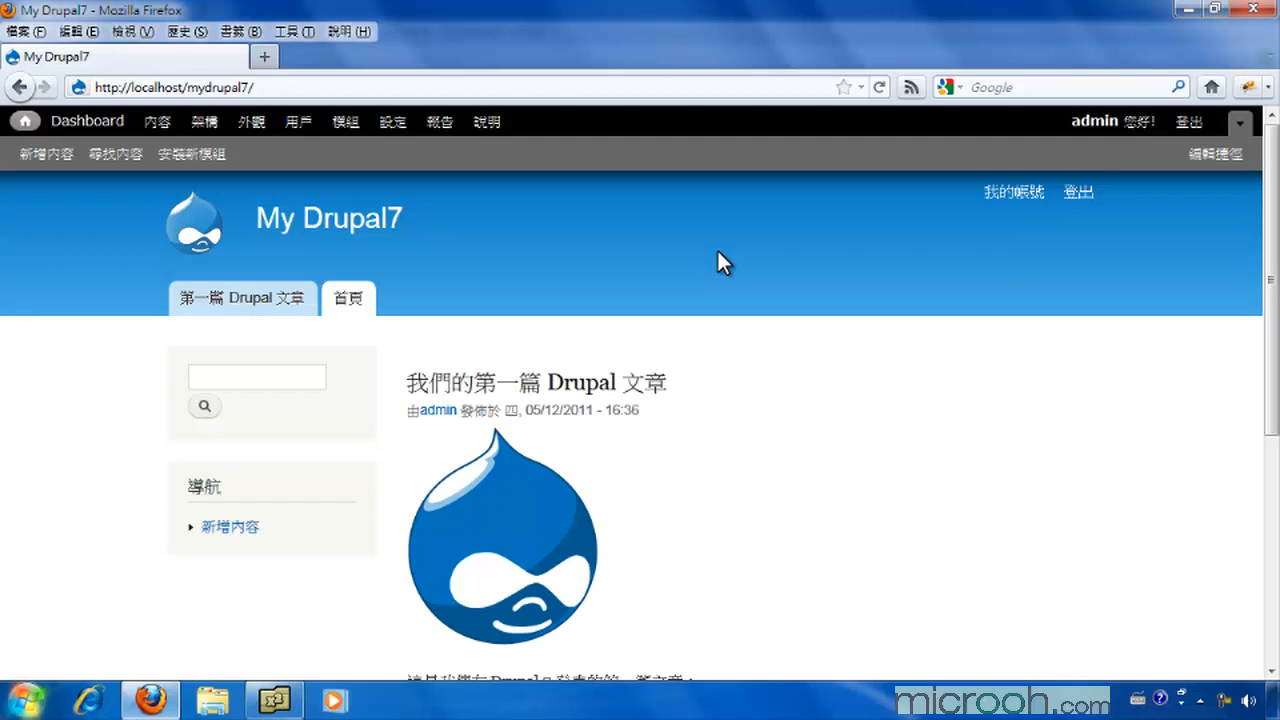 My Drupal7 - Mozilla Firefox
檔案 (F) 編輯 (E) 檢視 (V) 歷史 (S) 書籤 (B) 工具 (T) 說明 (H)
My Drupal7
http://localhost/mydrupal7/
Google
Dashboard 內容 架構 外觀 用戶 模組 設定 報告 說明
admin 您好! 登出
新增內容 尋找內容 安裝新模組
編輯捷徑
我的帳號 登出
My Drupal7
第一篇 Drupal 文章 首頁
我們的第一篇 Drupal 文章
由admin 發佈於 四, 05/12/2011 - 16:36
導航
新增內容
microoh.com